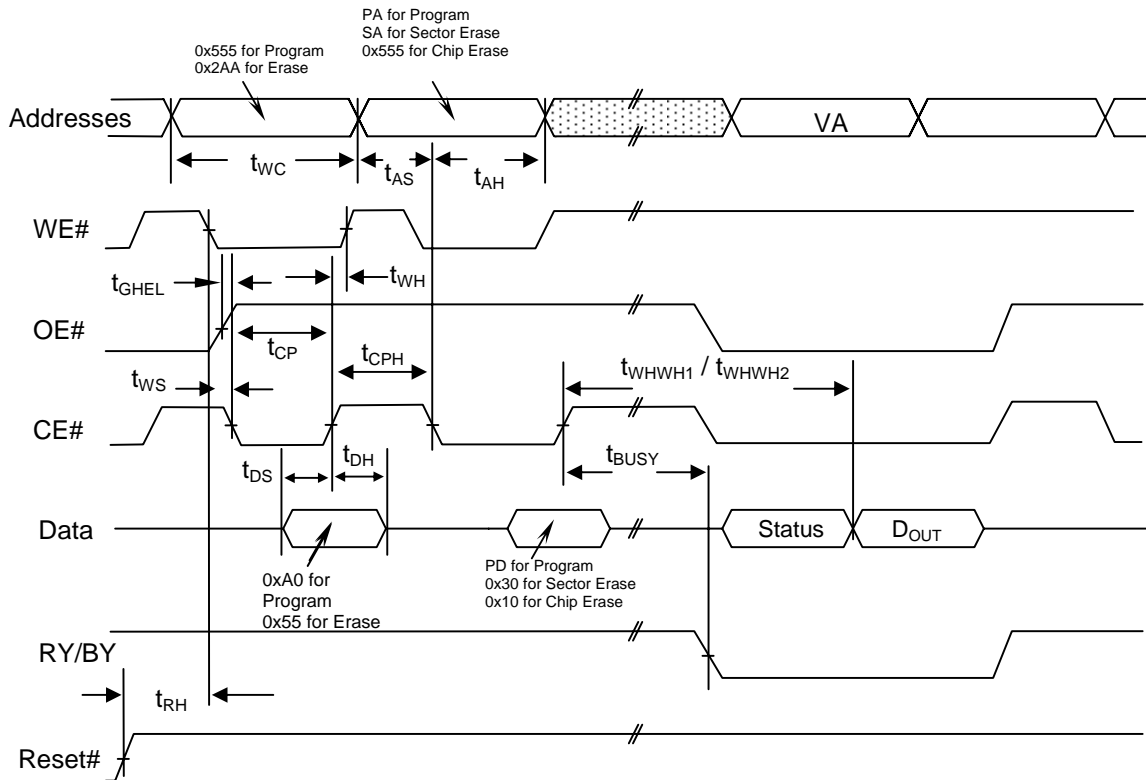 PA for Program
SA for Sector Erase
0x555 for Chip Erase
0x555 for Program
0x2AA for Erase
Addresses
VA
tWC
tAS
tAH
WE#
tGHEL
tWH
OE#
tCP
tCPH
tWHWH1 / tWHWH2
tWS
CE#
tDS
tDH
tBUSY
Data
Status
DOUT
0xA0 for
Program
0x55 for Erase
PD for Program
0x30 for Sector Erase
0x10 for Chip Erase
RY/BY
tRH
Reset#